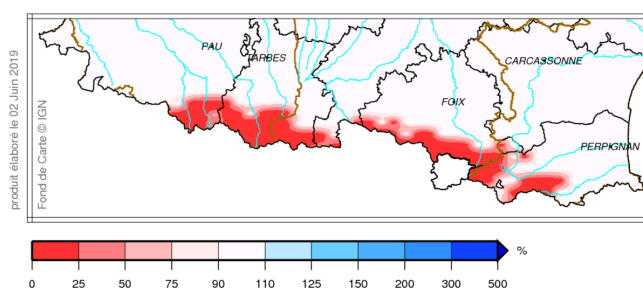 produit élaboré le 02 Juin 2019
Fond de Carte © IGN
PAU
TARBES
CARCASSONNE
FOIX
PERPIGNAN
%
0 25 50 75 90 110 125 150 200 300 500